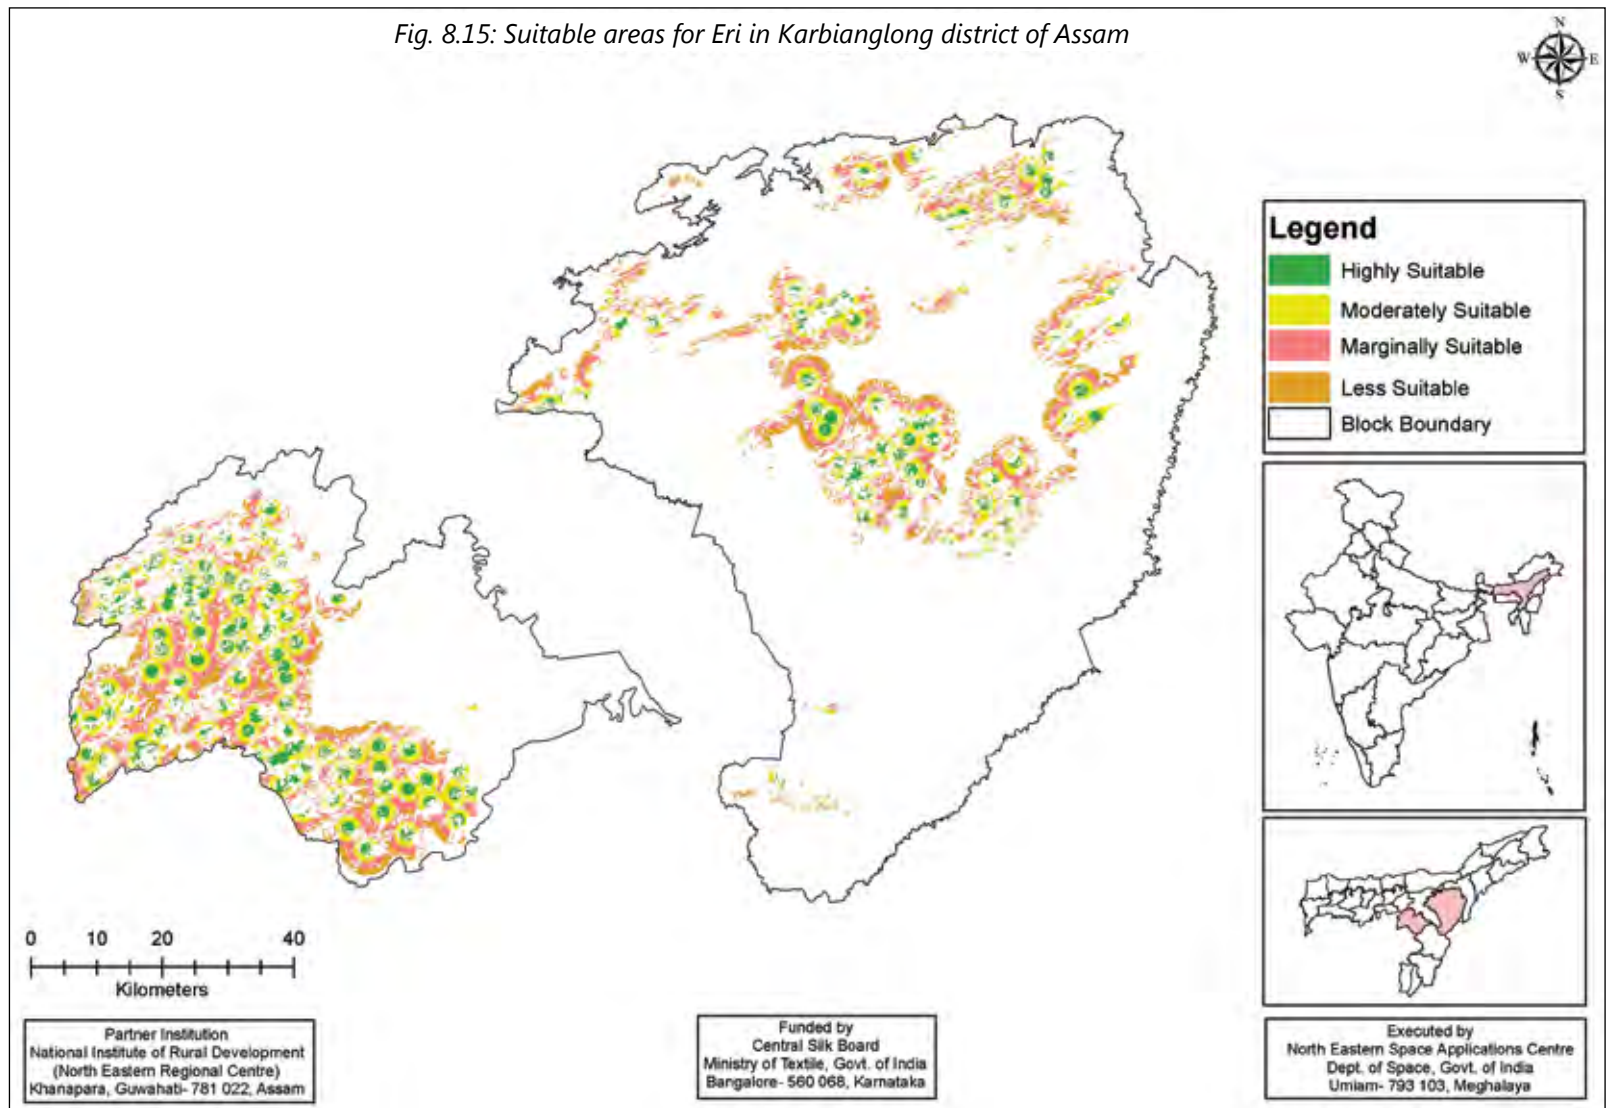 Fig. 8.15: Suitable areas for Eri in Karbianglong district of Assam
N
W E
S
Legend
Highly Suitable
Moderately Suitable
Marginally Suitable
Less Suitable
Block Boundary
0 10 20 40
Kilometers
Partner Institution
National Institute of Rural Development
(North Eastern Regional Centre)
Khanapara, Guwahati- 781 022, Assam
Funded by
Central Silk Board
Ministry of Textile, Govt. of India
Bangalore- 560 068, Karnataka
Executed by
North Eastern Space Applications Centre
Dept. of Space, Govt. of India
Umiam- 793 103, Meghalaya